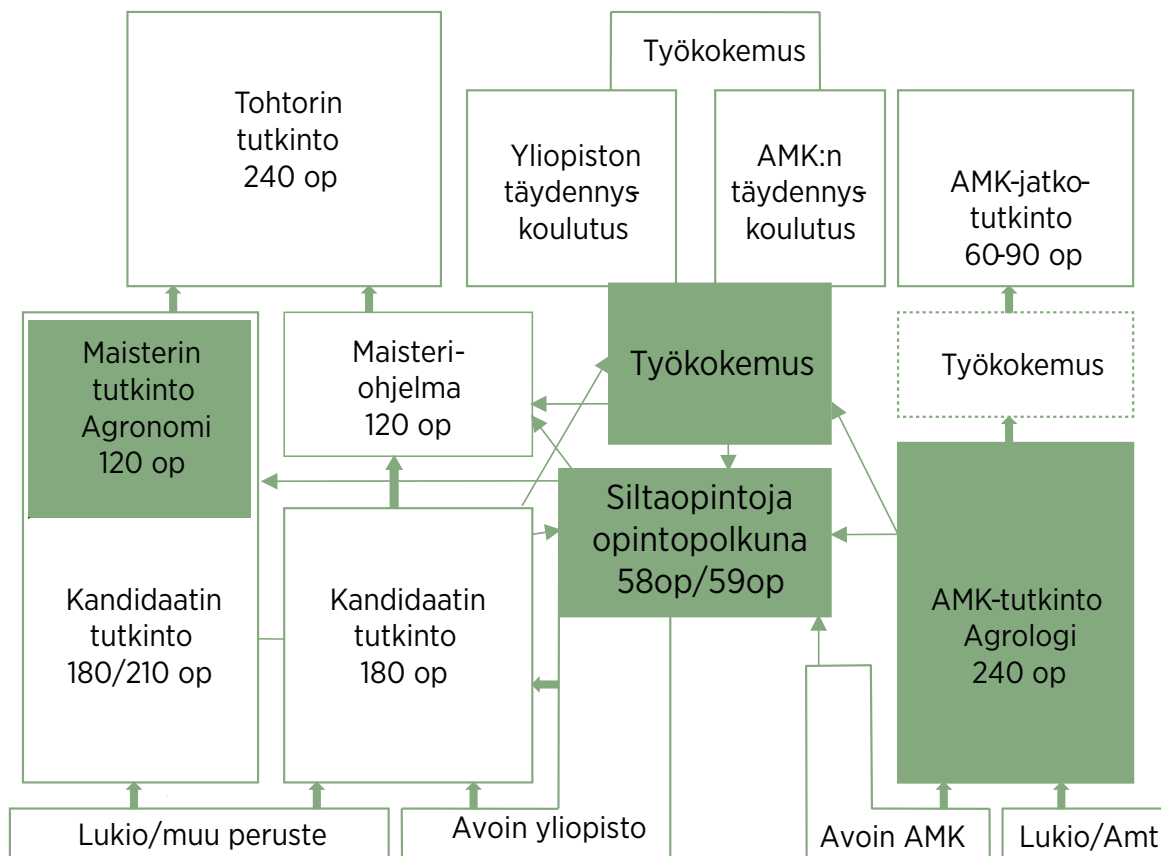 Työkokemus
Tohtorin
tutkinto
240 op
Yliopiston
täydennys-
koulutus
AMK:n
täydennys-
koulutus
AMK-jatko-
tutkinto
60-90 op
Maisterin
tutkinto
Agronomi
120 op
Maisteri-
ohjelma
120 op
Työkokemus
Työkokemus
Siltaopintoja
opintopolkuna
58op/59op
Kandidaatin
tutkinto
180/210 op
Kandidaatin
tutkinto
180 op
AMK-tutkinto
Agrologi
240 op
Lukio/muu peruste
Avoin yliopisto
Avoin AMK
Lukio/Amt